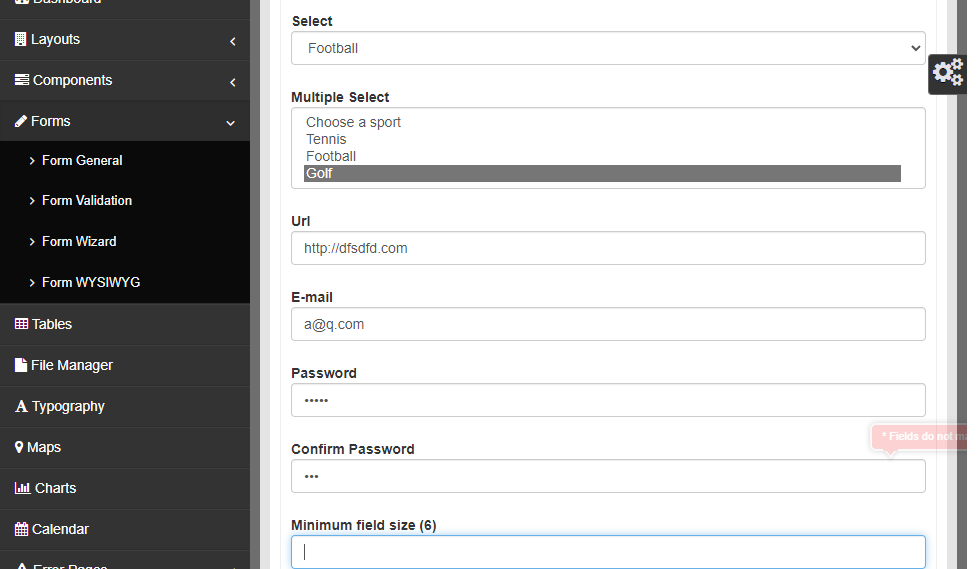 Dashboard
Layouts
Components
Forms
Form General
Form Validation
Form Wizard
Form WYSIWYG
Tables
File Manager
Typography
Maps
Charts
Calendar
Error Pages
Select
Football
Multiple Select
Choose a sport
Tennis
Football
Golf
Url
http://dfsdfd.com
E-mail
a@q.com
Password
•••••
* Fields do not ma
Confirm Password
•••
Minimum field size (6)